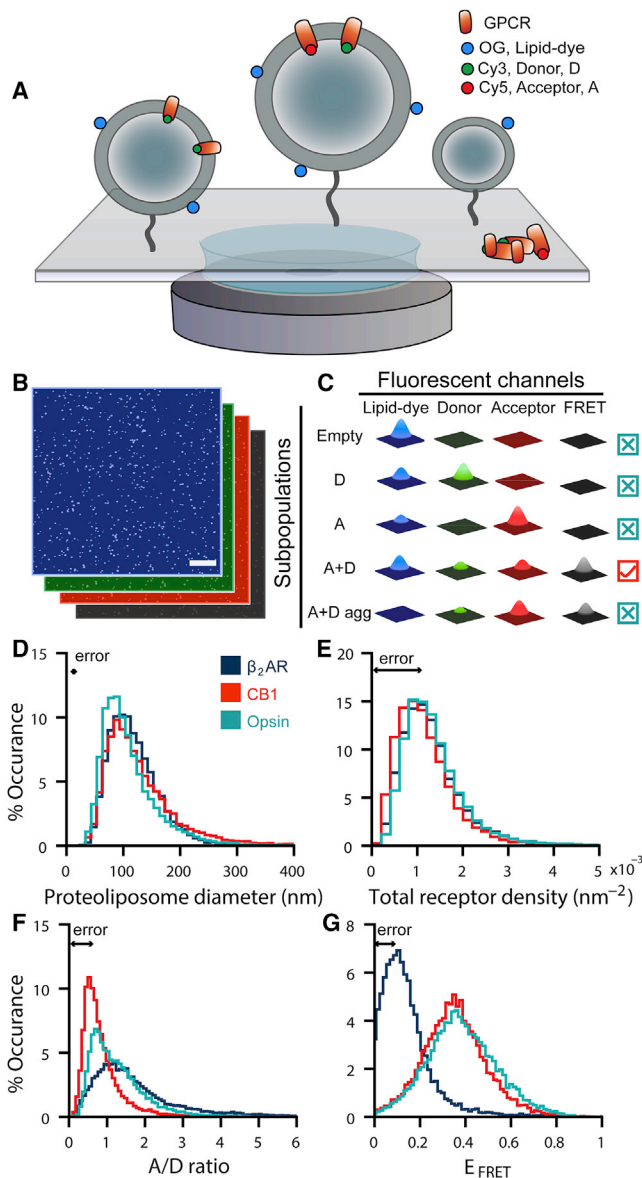 A
GPCR
OG, Lipid-dye
Cy3, Donor, D
Cy5, Acceptor, A
B
C
Fluorescent channels
Lipid-dye Donor Acceptor FRET
Subpopulations
Empty
D
A
A+D
A+D agg
D
error
β₂AR
CB1
Opsin
15
10
5
0
% Occurance
0 100 200 300 400
Proteoliposome diameter (nm)
E
error
20
15
10
5
0
0 1 2 3 4 5
×10⁻³
Total receptor density (nm⁻²)
F
error
15
10
5
0
% Occurance
0 1 2 3 4 5 6
A/D ratio
G
error
8
6
4
2
0
0 0.2 0.4 0.6 0.8 1
E FRET